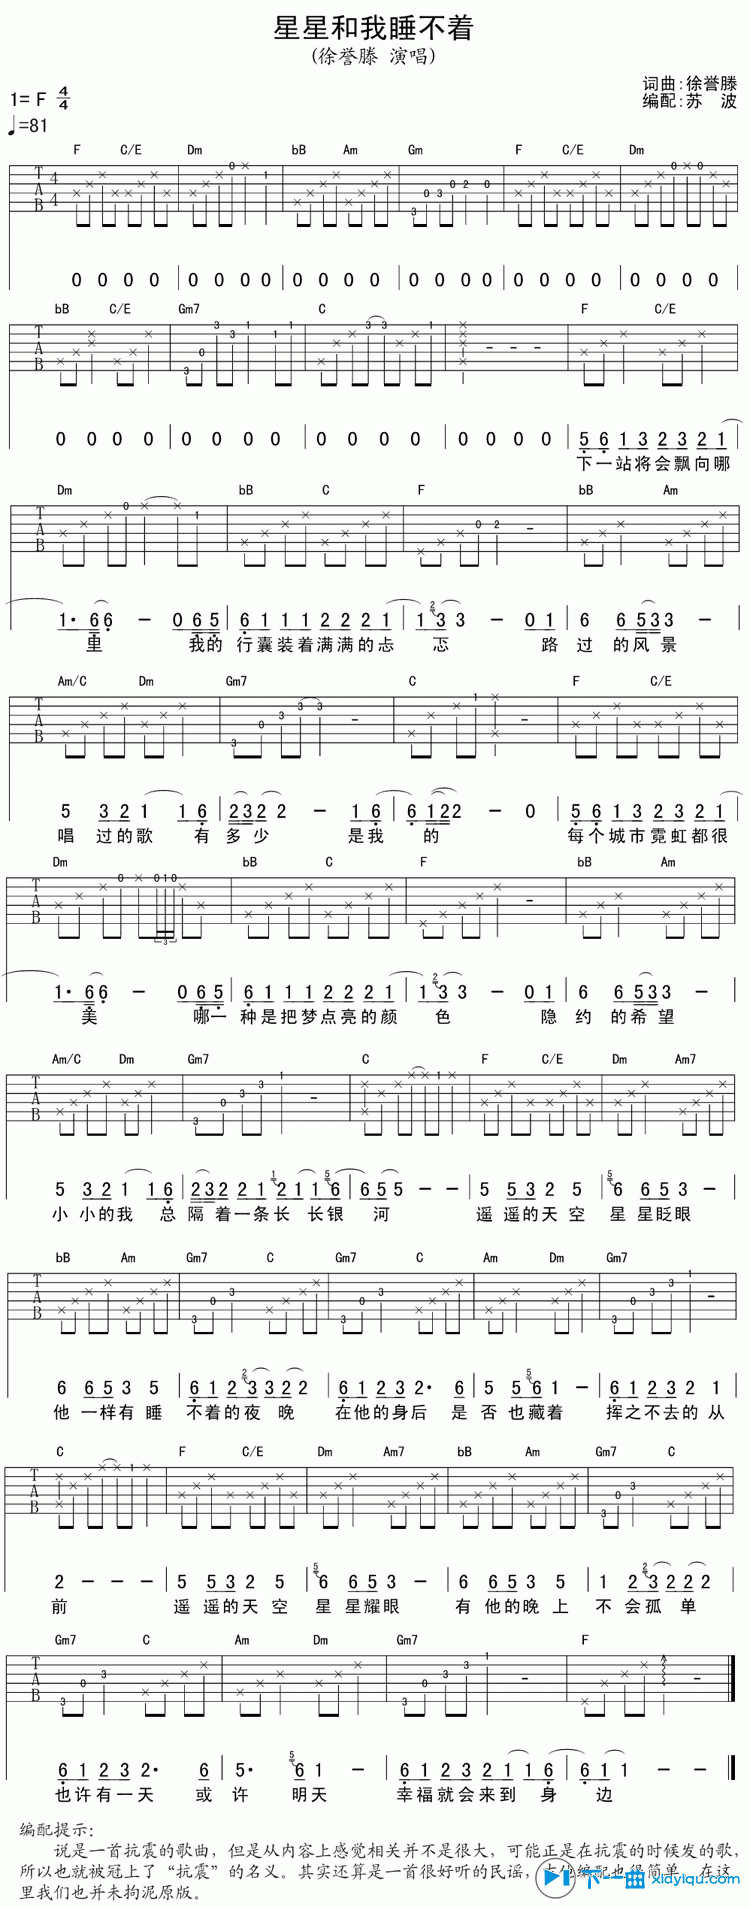 星星和我睡不着
(徐誉滕 演唱)
词曲:徐誉滕
1= F 4/4
编配:苏 波
♩=81
F C/E Dm bB Am Gm F C/E Dm
0 0 0 0 0 0 0 0 0 0 0 0 0 0 0 0 0 0 0 0 0 0 0 0
bB C/E Gm7 C F C/E
0 0 0 0 0 0 0 0 0 0 0 0 0 0 0 0 5 6 1 3 2 3 2 1
下一站将会飘向哪
Dm bB C F bB Am
1· 6 6 - 0 6 5 6 1 1 1 2 2 2 1 1 2 3 3 - 0 1 6 6 5 3 3
里 我的 行囊装着满满的忐 忑 路 过 的风 景
Am/C Dm Gm7 C F C/E
5 3 2 1 1 6 2 3 2 2 - 1 6 6 1 2 2 - 0 5 6 1 3 2 3 2 1
唱 过的歌 有 多少 是我 的 每个城市霓虹都很
Dm bB C F bB Am
1· 6 6 - 0 6 5 6 1 1 1 2 2 2 1 1 2 3 3 - 0 1 6 6 5 3 3
美 哪一 种是把梦点亮的颜 色 隐 约 的希望
Am/C Dm Gm7 C F C/E Dm Am7
5 3 2 1 1 6 2 3 2 2 1 1 2 1 1 5 6 6 5 5 - - 5 5 3 2 5 5 6 6 5 3
小 小的我 总 隔 着一条长 长银 河 遥 遥的天 空 星 星眨眼
bB Am Gm7 C Gm7 C Am Dm Gm7
6 6 5 3 5 6 1 2 2 3 3 2 2 6 1 2 3 2· 6 5 5 5 6 1 - 6 1 2 3 2 1
他 一样有 睡 不着的夜 晚 在他的身后 是 否 也藏着 挥之不去的 从
C F C/E Dm Am7 bB Am Gm7 C
2 - - - 5 5 3 2 5 5 6 6 5 3 - 6 6 5 3 5 1 2 2 3 2 2 2
前 遥 遥的天 空 星 星耀眼 有 他的晚 上 不 会孤 单
Gm7 C Am Dm Gm7 F
6 1 2 3 2· 6 5· 5 5 6 1 - 6 1 2 3 2 1 1 6 6 1 1 - -
也许有一天 或 许 明天 幸福就会来到 身 边
编配提示:
说是一首抗震的歌曲，但是从内容上感觉相关并不是很大，可能正是在抗震的时候发的歌，
所以也就被冠上了“抗震”的名义。其实还算是一首很好听的民谣，吉他编配也很简单，在这
里我们也并未拘泥原版。
下一曲
xiayiqu.com